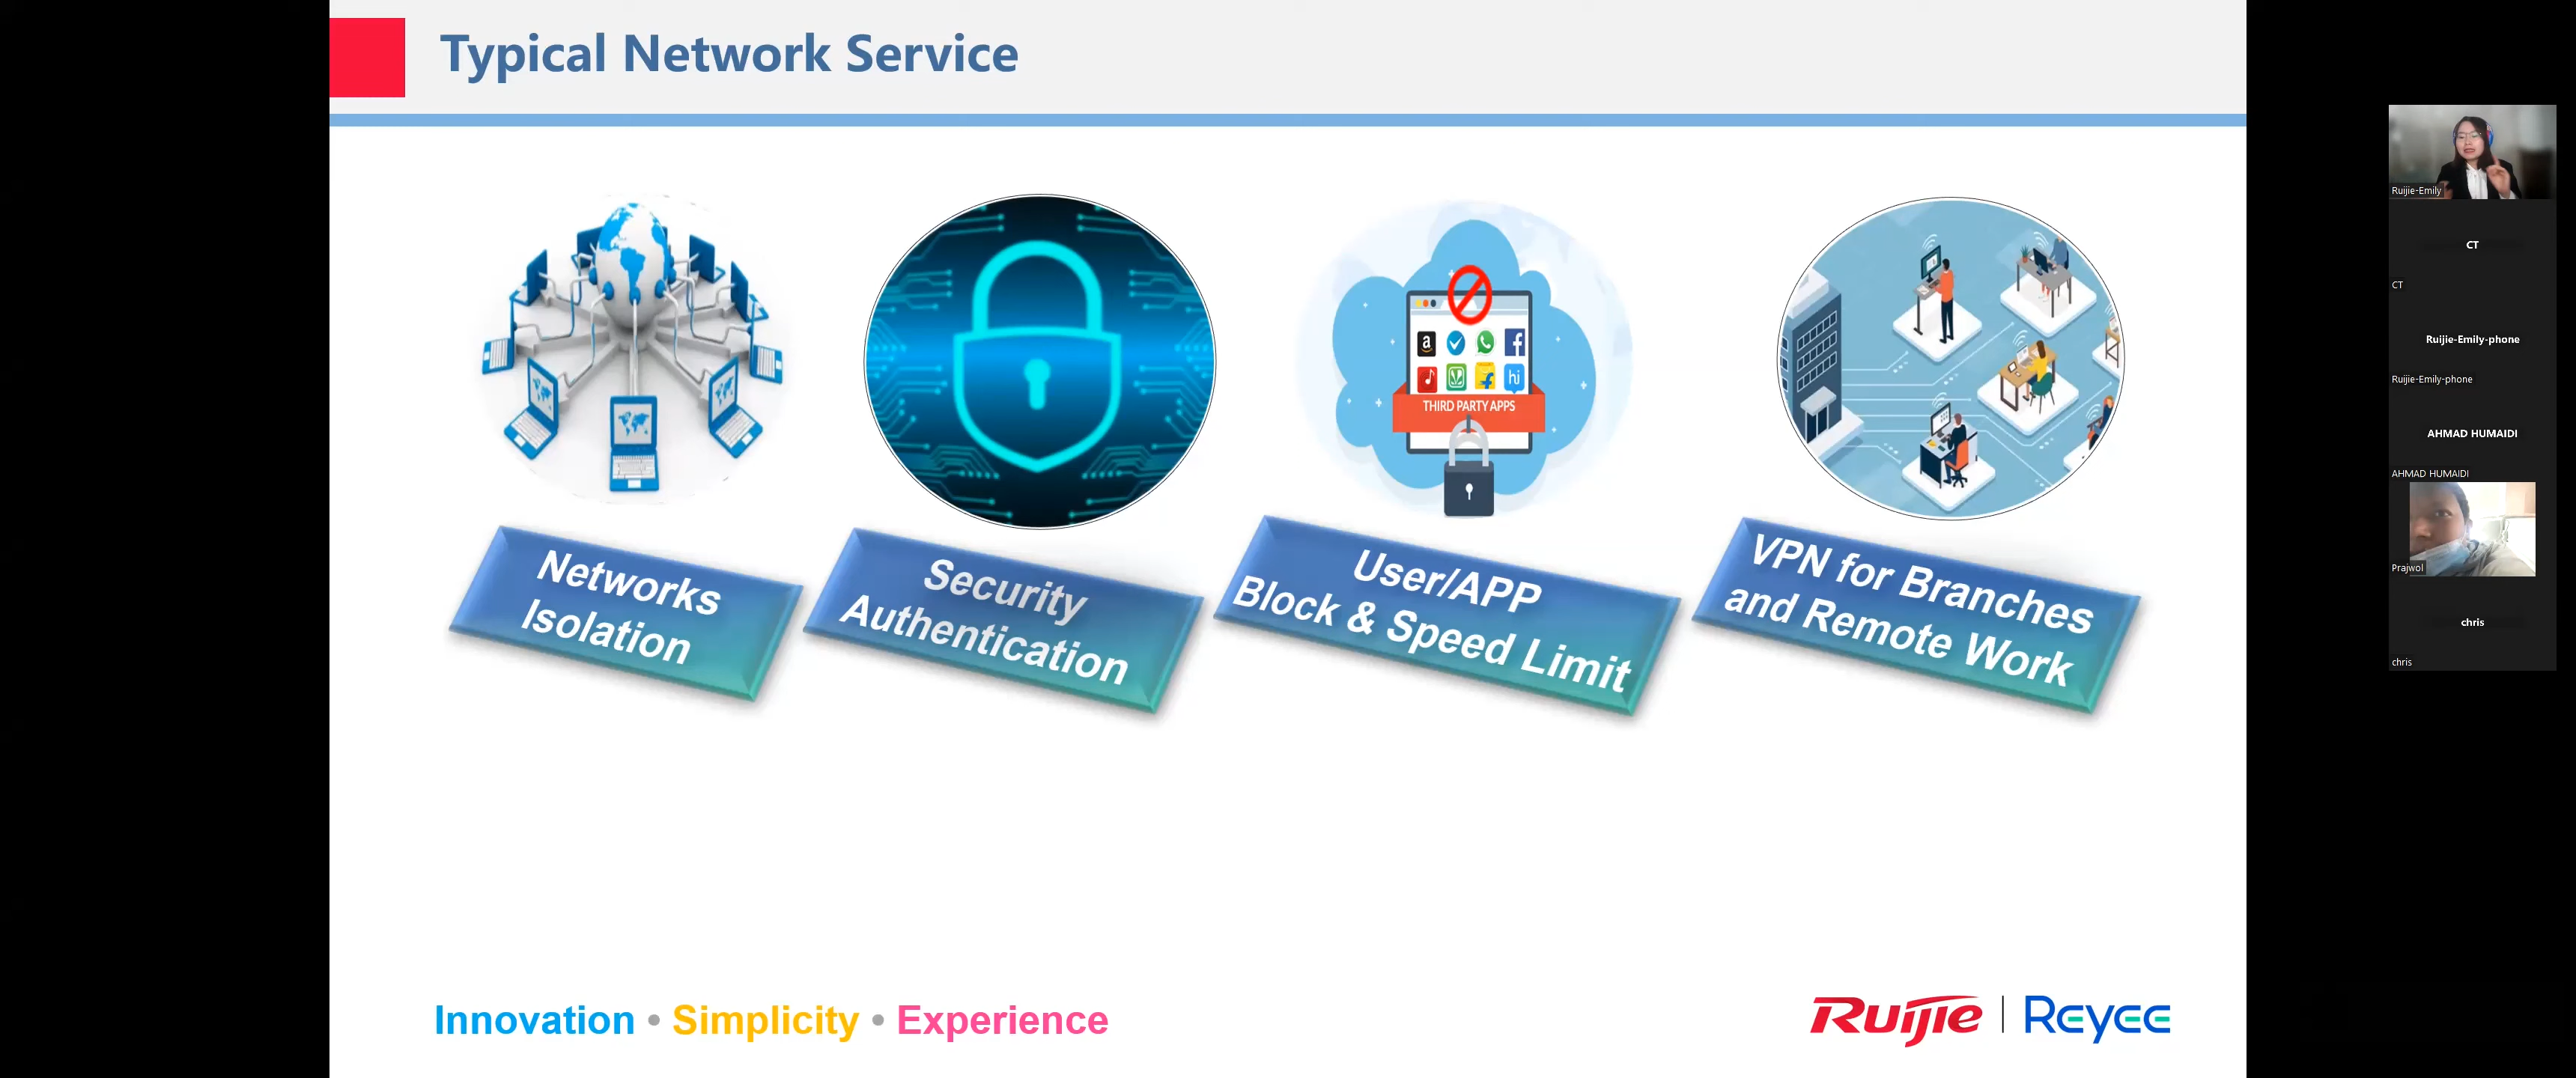 Typical Network Service
THIRD PARTY APPS
Networks
Isolation
Security
Authentication
User/APP
Block & Speed Limit
VPN for Branches
and Remote Work
Innovation • Simplicity • Experience
Ruijie | Reyee
Ruijie-Emily
CT
CT
Ruijie-Emily-phone
Ruijie-Emily-phone
AHMAD HUMAIDI
AHMAD HUMAIDI
Prajwol
chris
chris